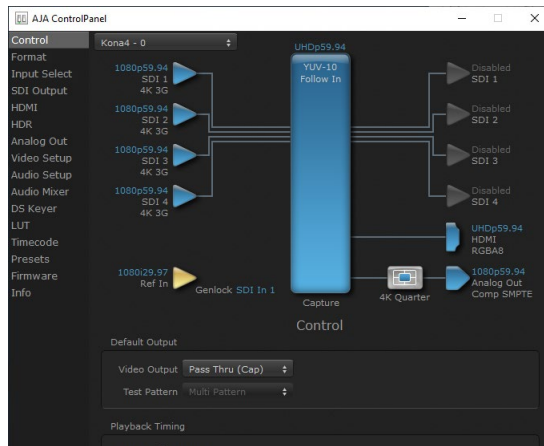 AJA ControlPanel
Control
Format
Input Select
SDI Output
HDMI
HDR
Analog Out
Video Setup
Audio Setup
Audio Mixer
DS Keyer
LUT
Timecode
Presets
Firmware
Info
Kona4 - 0
1080p59.94
SDI 1
4K 3G
1080p59.94
SDI 2
4K 3G
1080p59.94
SDI 3
4K 3G
1080p59.94
SDI 4
4K 3G
1080i29.97
Ref In
Genlock SDI In 1
UHDp59.94
YUV-10
Follow In
Capture
Disabled
SDI 1
Disabled
SDI 2
Disabled
SDI 3
Disabled
SDI 4
UHDp59.94
HDMI
RGBA8
4K Quarter
1080p59.94
Analog Out
Comp SMPTE
Control
Default Output
Video Output Pass Thru (Cap)
Test Pattern Multi Pattern
Playback Timing